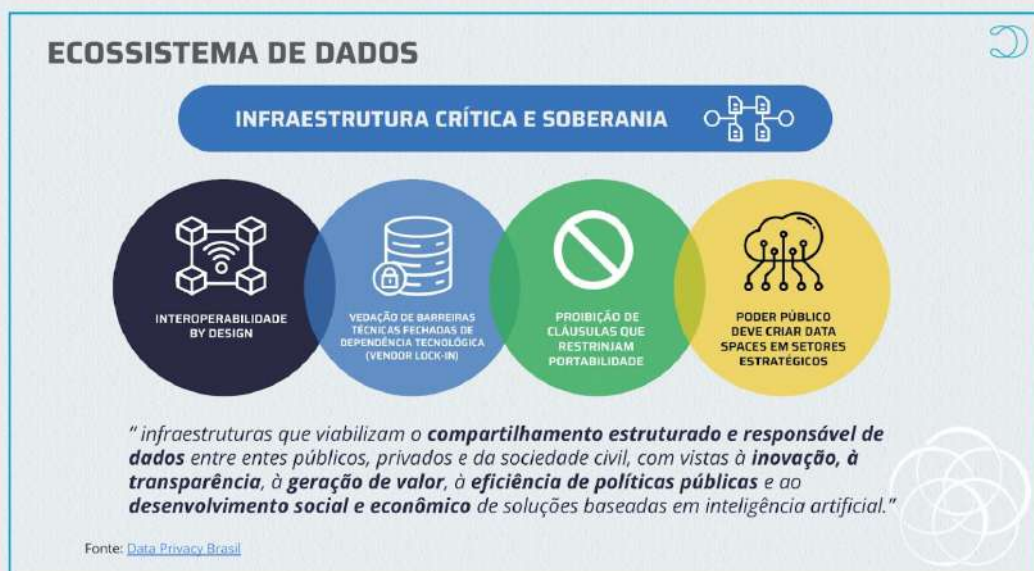 ECOSSISTEMA DE DADOS
INFRAESTRUTURA CRÍTICA E SOBERANIA
INTEROPERABILIDADE
BY DESIGN
VEDAÇÃO DE BARREIRAS
TÉCNICAS FECHADAS DE
DEPENDÊNCIA TECNOLÓGICA
(VENDOR LOCK-IN)
PROIBIÇÃO DE
CLÁUSULAS QUE
RESTRINJAM
PORTABILIDADE
PODER PÚBLICO
DEVE CRIAR DATA
SPACES EM SETORES
ESTRATÉGICOS
“ infraestruturas que viabilizam o compartilhamento estruturado e responsável de
dados entre entes públicos, privados e da sociedade civil, com vistas à inovação, à
transparência, à geração de valor, à eficiência de políticas públicas e ao
desenvolvimento social e econômico de soluções baseadas em inteligência artificial.”
Fonte: Data Privacy Brasil